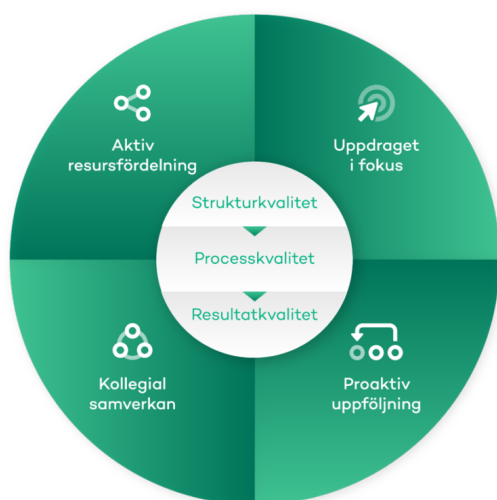 Aktiv
resursfördelning
Uppdraget
i fokus
Strukturkvalitet
Processkvalitet
Resultatkvalitet
Kollegial
samverkan
Proaktiv
uppföljning